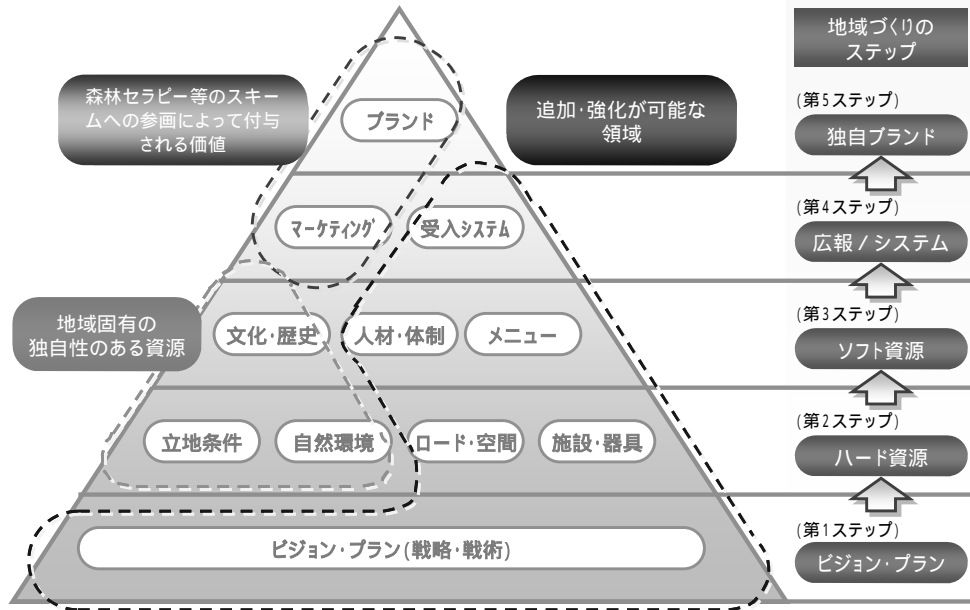 地域づくりの
ステップ
森林セラピー等のスキー
ムへの参画によって付与
される価値
追加・強化が可能な
領域
ブランド
(第5ステップ)
独自ブランド
マーケティング
受入システム
(第4ステップ)
広報/システム
地域固有の
独自性のある資源
文化・歴史
人材・体制
メニュー
(第3ステップ)
ソフト資源
立地条件
自然環境
ロード・空間
施設・器具
(第2ステップ)
ハード資源
ビジョン・プラン(戦略・戦術)
(第1ステップ)
ビジョン・プラン